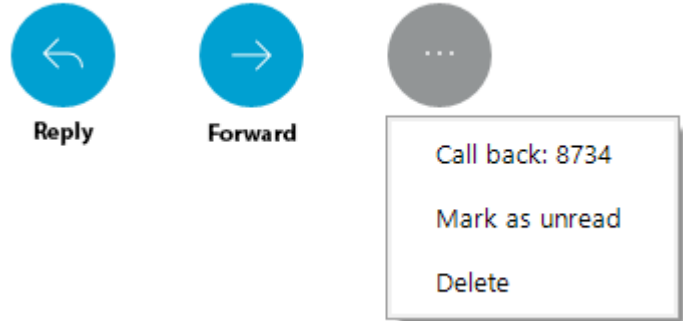 Reply
Forward
Call back: 8734
Mark as unread
Delete